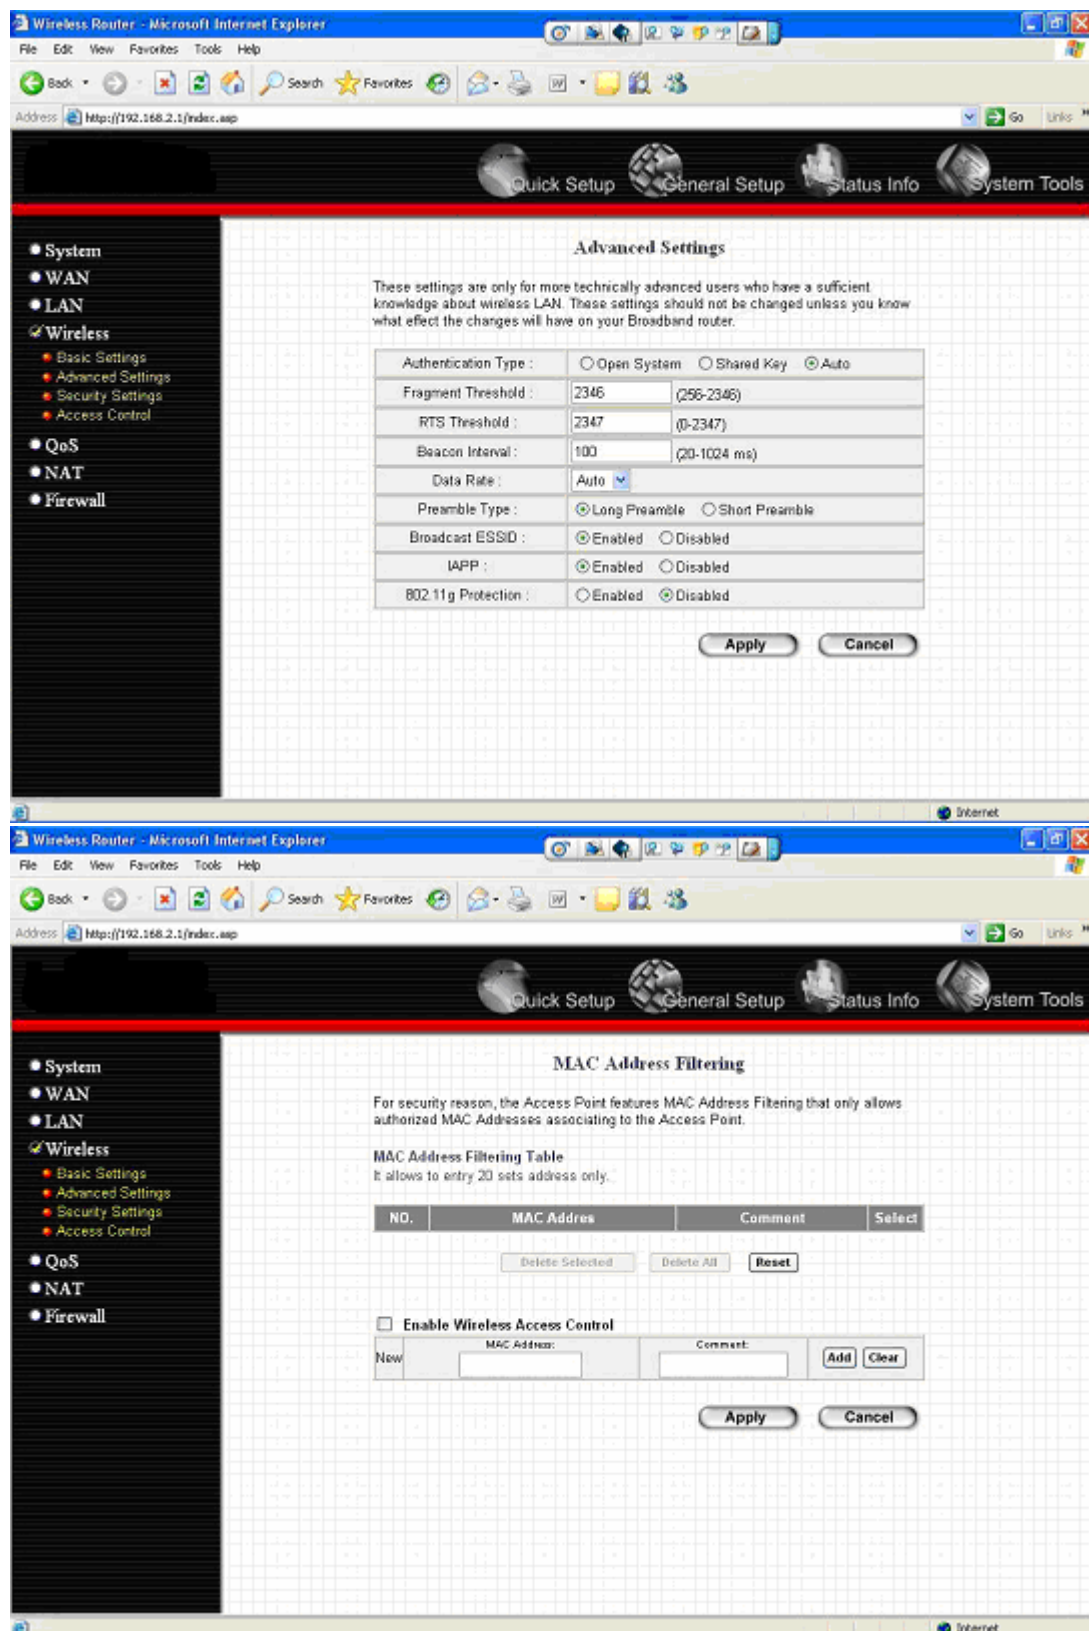 Wireless Router - Microsoft Internet Explorer
File Edit View Favorites Tools Help
Back Search Favorites
Address http://192.168.2.1/index.asp Go Links
Quick Setup General Setup Status Info System Tools
System
WAN
LAN
Wireless
Basic Settings
Advanced Settings
Security Settings
Access Control
QoS
NAT
Firewall
Advanced Settings
These settings are only for more technically advanced users who have a sufficient
knowledge about wireless LAN. These settings should not be changed unless you know
what effect the changes will have on your Broadband router.
Authentication Type : Open System Shared Key Auto
Fragment Threshold : 2346 (256-2346)
RTS Threshold : 2347 (0-2347)
Beacon Interval : 100 (20-1024 ms)
Data Rate : Auto
Preamble Type : Long Preamble Short Preamble
Broadcast ESSID : Enabled Disabled
IAPP : Enabled Disabled
802.11g Protection : Enabled Disabled
Apply Cancel
Internet
Wireless Router - Microsoft Internet Explorer
File Edit View Favorites Tools Help
Back Search Favorites
Address http://192.168.2.1/index.asp Go Links
Quick Setup General Setup Status Info System Tools
System
WAN
LAN
Wireless
Basic Settings
Advanced Settings
Security Settings
Access Control
QoS
NAT
Firewall
MAC Address Filtering
For security reason, the Access Point features MAC Address Filtering that only allows
authorized MAC Addresses associating to the Access Point.
MAC Address Filtering Table
It allows to entry 20 sets address only.
NO. MAC Addres Comment Select
Delete Selected Delete All Reset
Enable Wireless Access Control
New MAC Address: Comment: Add Clear
Apply Cancel
Internet